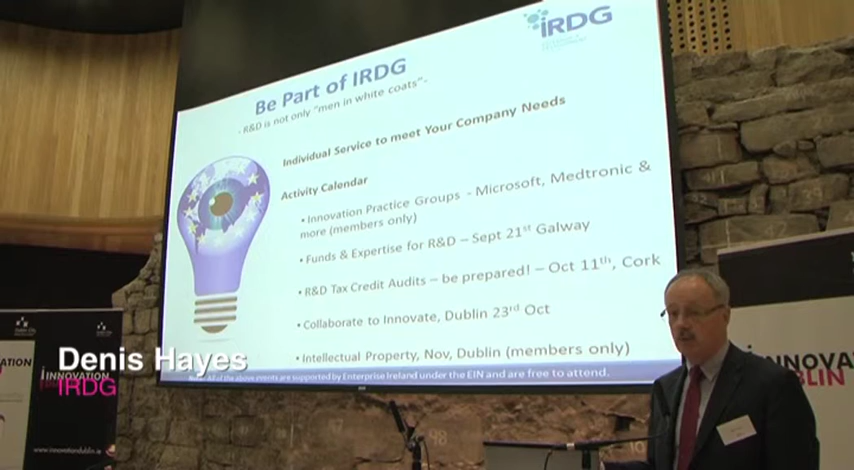 iRDG
Be Part of IRDG
- R&D is not only "men in white coats"-
Individual Service to meet Your Company Needs
Activity Calendar
• Innovation Practice Groups - Microsoft, Medtronic &
more (members only)
• Funds & Expertise for R&D – Sept 21st Galway
• R&D Tax Credit Audits – be prepared! – Oct 11th, Cork
• Collaborate to Innovate, Dublin 23rd Oct
• Intellectual Property, Nov, Dublin (members only)
of the above events are supported by Enterprise Ireland under the EIN and are free to attend.
Denis Hayes
IRDG
INNOVATION
www.innovationdublin.ie
INNOVA
DUBLIN